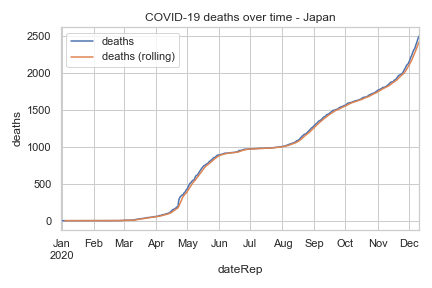 COVID-19 deaths over time - Japan
deaths
deaths (rolling)
2500
2000
1500
1000
500
0
deaths
Jan Feb Mar Apr May Jun Jul Aug Sep Oct Nov Dec
2020
dateRep